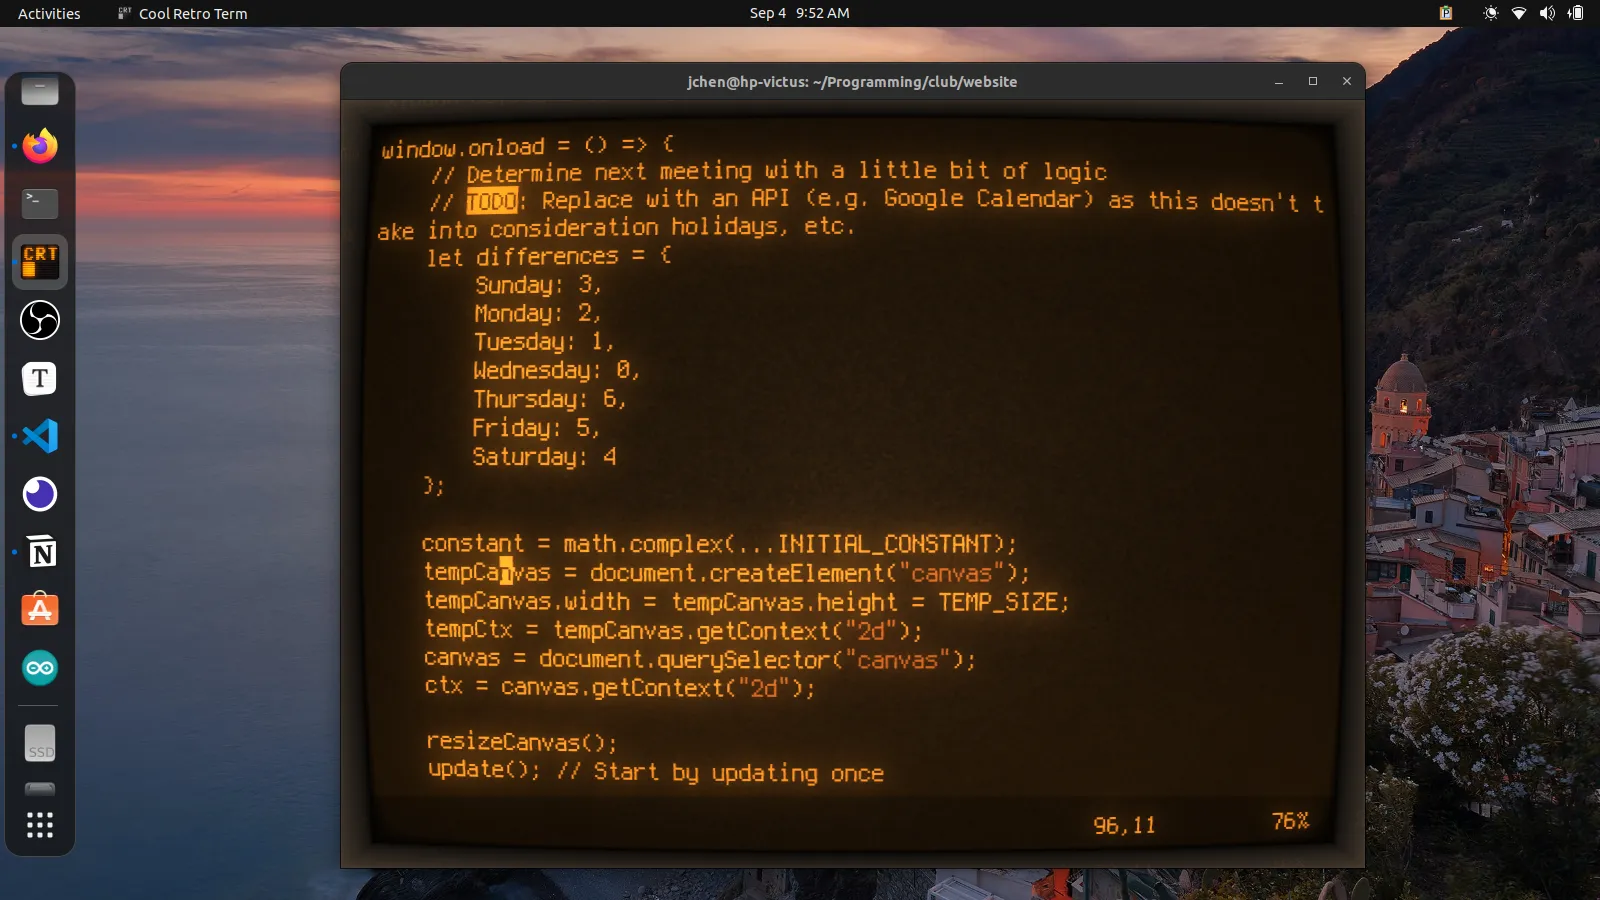 Activities
Cool Retro Term
Sep 4 9:52 AM
jchen@hp-victus: ~/Programming/club/website
window.onload = () => {
// Determine next meeting with a little bit of logic
// TODO: Replace with an API (e.g. Google Calendar) as this doesn't t
ake into consideration holidays, etc.
let differences = {
Sunday: 3,
Monday: 2,
Tuesday: 1,
Wednesday: 0,
Thursday: 6,
Friday: 5,
Saturday: 4
};
constant = math.complex(...INITIAL_CONSTANT);
tempCanvas = document.createElement("canvas");
tempCanvas.width = tempCanvas.height = TEMP_SIZE;
tempCtx = tempCanvas.getContext("2d");
canvas = document.querySelector("canvas");
ctx = canvas.getContext("2d");
resizeCanvas();
update(); // Start by updating once
96,11
76%
CRT
T
N
SSD